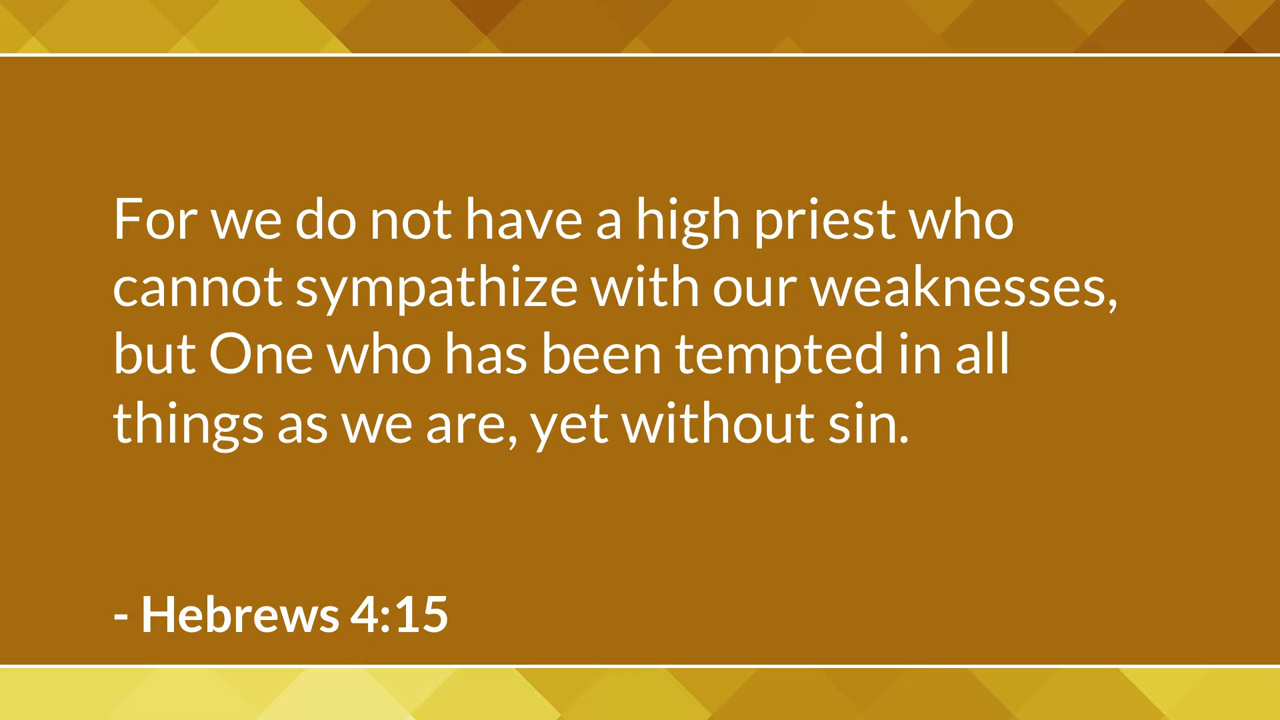 For we do not have a high priest who
cannot sympathize with our weaknesses,
but One who has been tempted in all
things as we are, yet without sin.
- Hebrews 4:15